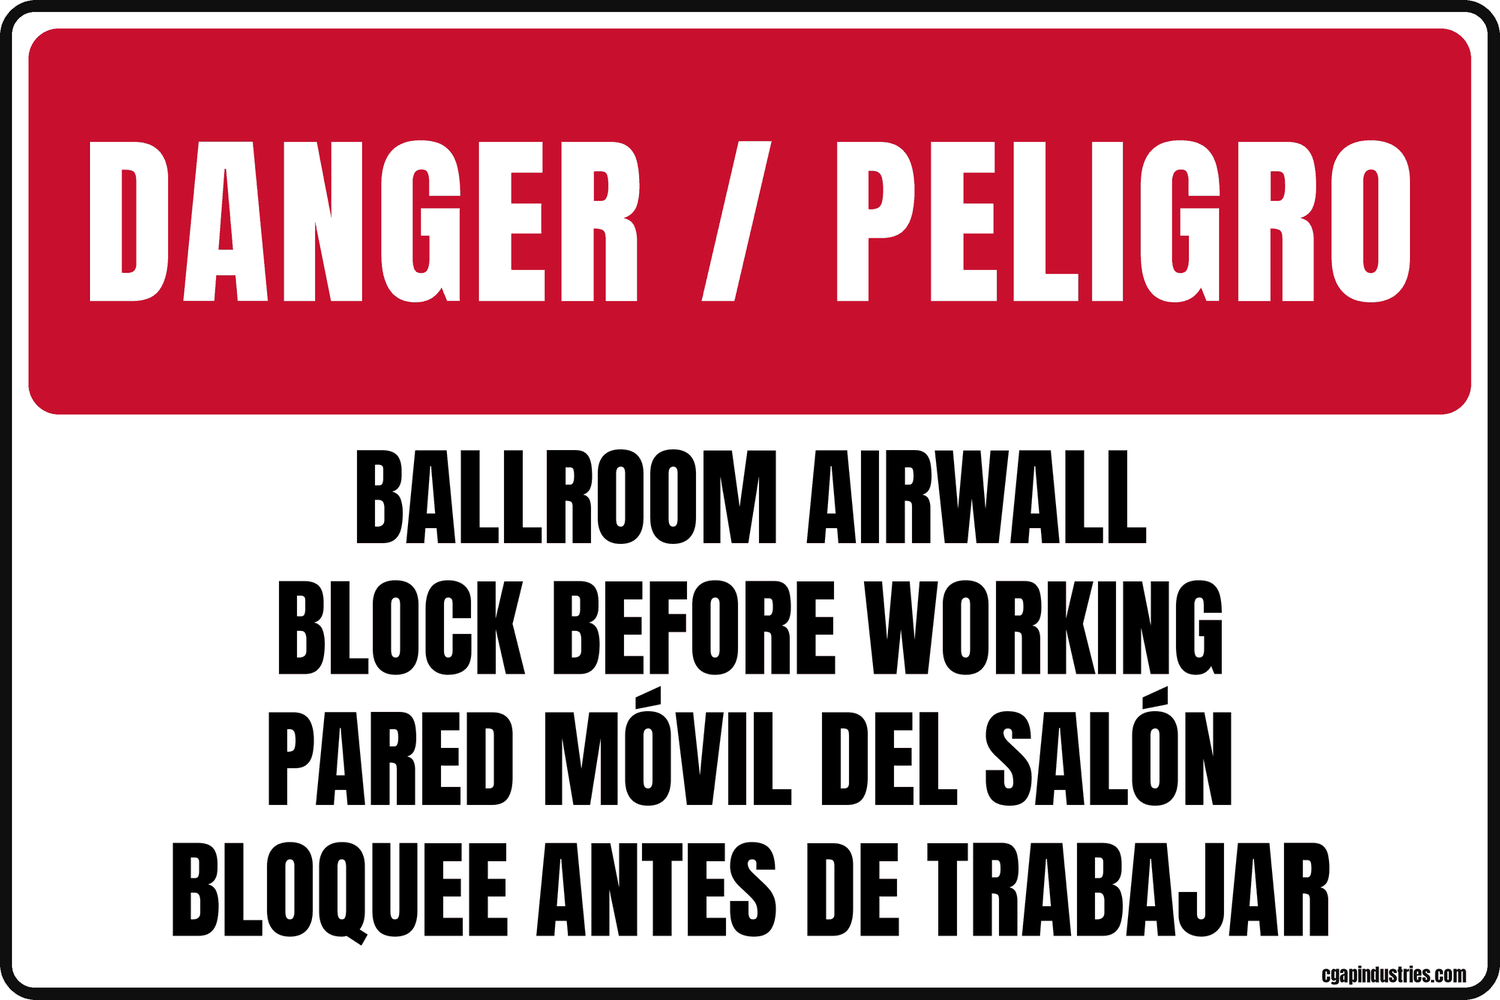 DANGER / PELIGRO
BALLROOM AIRWALL
BLOCK BEFORE WORKING
PARED MÓVIL DEL SALÓN
BLOQUEE ANTES DE TRABAJAR
cgapindustries.com